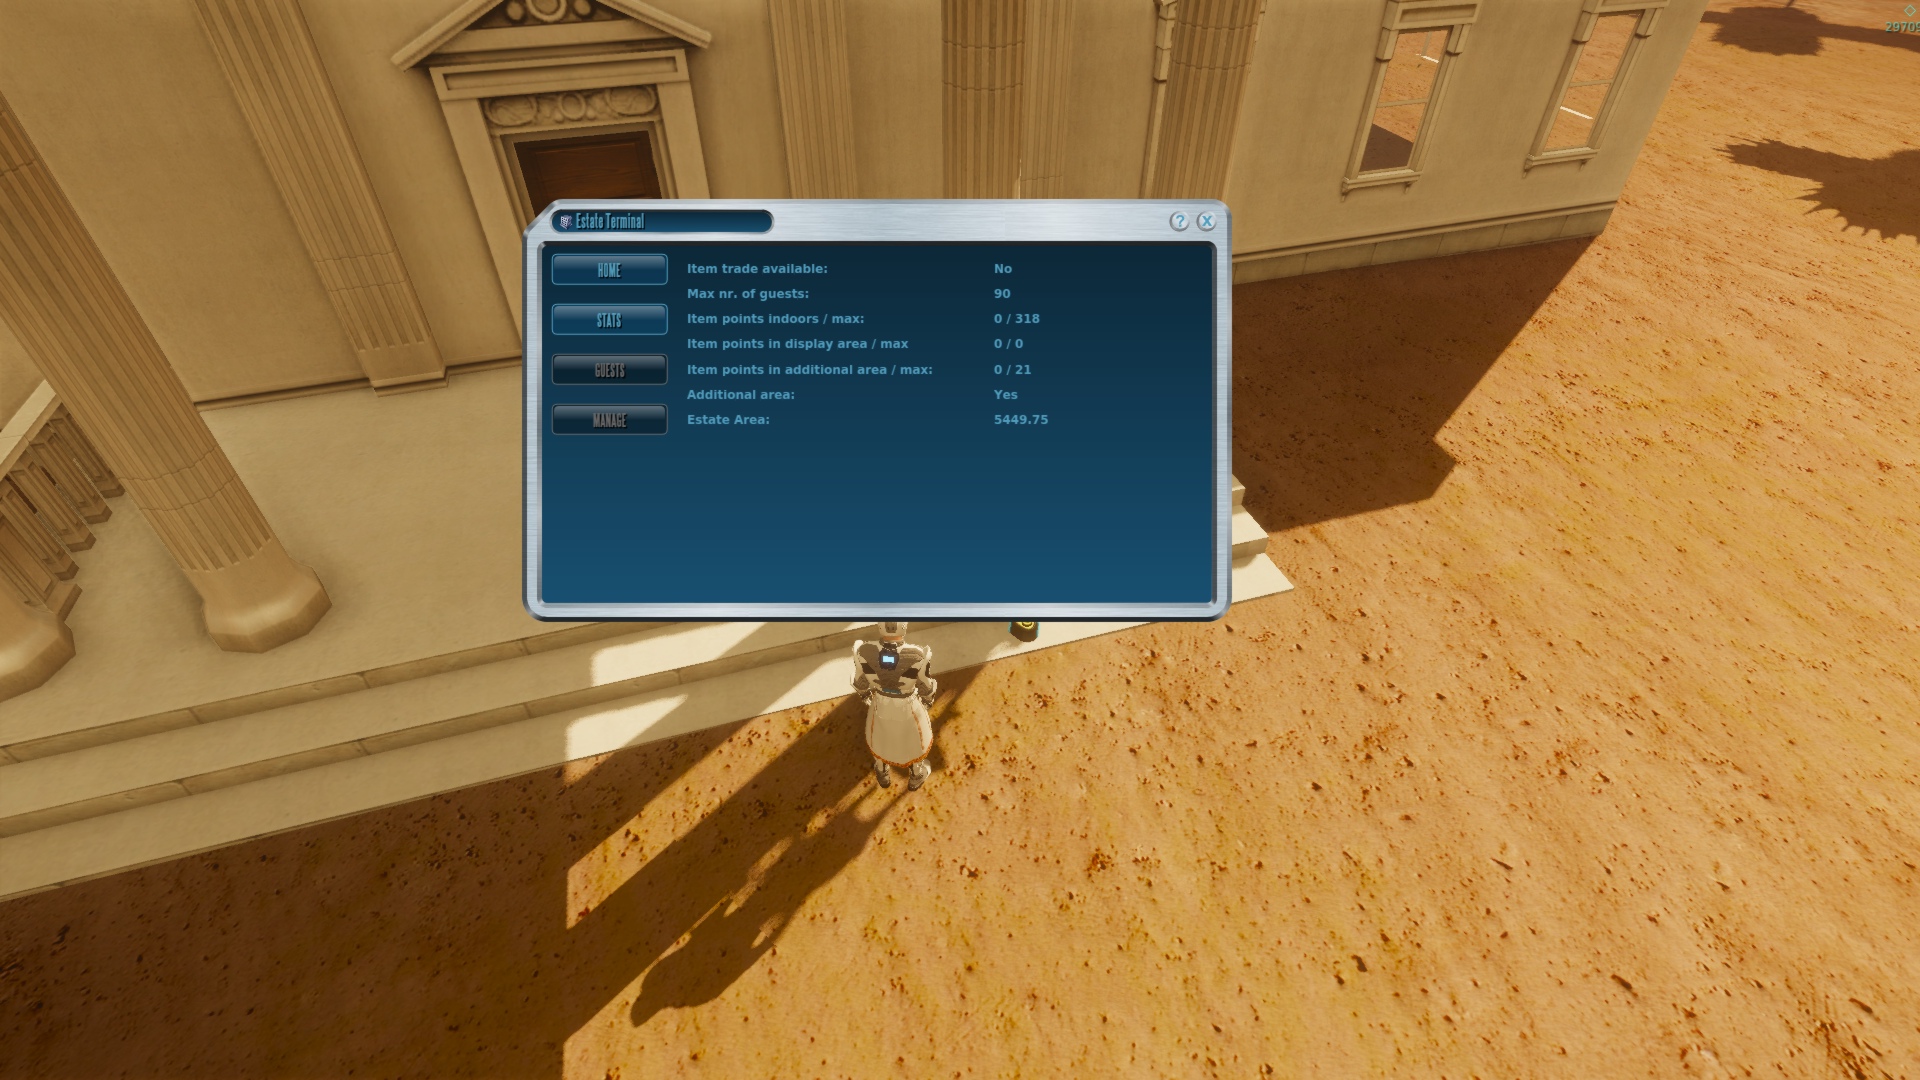 2970
Estate Terminal
?
X
HOME
STATS
GUESTS
MANAGE
Item trade available: No
Max nr. of guests: 90
Item points indoors / max: 0 / 318
Item points in display area / max 0 / 0
Item points in additional area / max: 0 / 21
Additional area: Yes
Estate Area: 5449.75